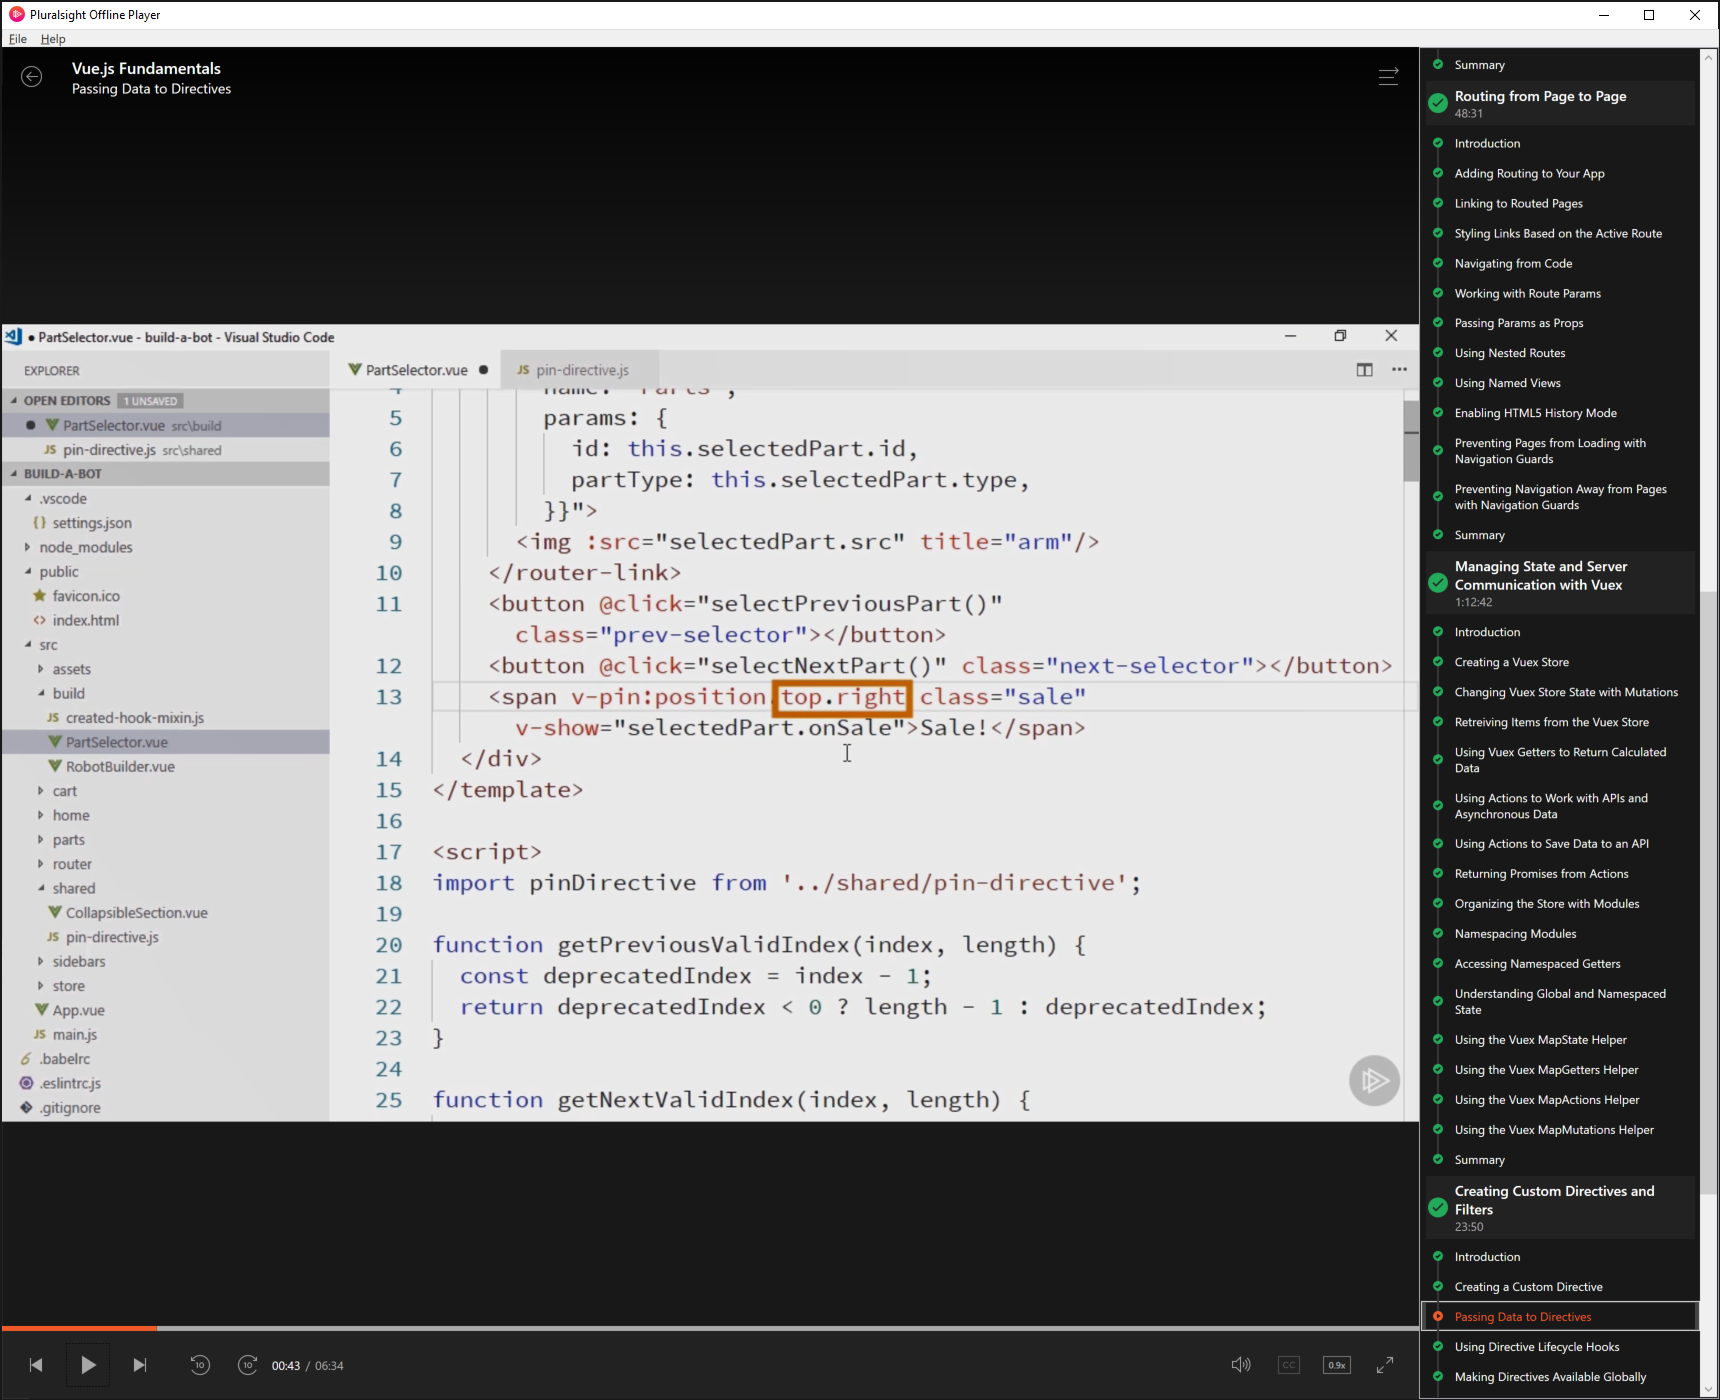 Pluralsight Offline Player
File Help
Vue.js Fundamentals
Passing Data to Directives
PartSelector.vue - build-a-bot - Visual Studio Code
EXPLORER
OPEN EDITORS 1 UNSAVED
PartSelector.vue src\build
JS pin-directive.js src\shared
BUILD-A-BOT
.vscode
{} settings.json
node_modules
public
favicon.ico
<> index.html
src
assets
build
JS created-hook-mixin.js
PartSelector.vue
RobotBuilder.vue
cart
home
parts
router
shared
CollapsibleSection.vue
JS pin-directive.js
sidebars
store
App.vue
JS main.js
.babelrc
.eslintrc.js
.gitignore
PartSelector.vue
JS pin-directive.js
4 name: 'Parts',
5 params: {
6 id: this.selectedPart.id,
7 partType: this.selectedPart.type,
8 }}">
9 <img :src="selectedPart.src" title="arm"/>
10 </router-link>
11 <button @click="selectPreviousPart()"
class="prev-selector"></button>
12 <button @click="selectNextPart()" class="next-selector"></button>
13 <span v-pin:position.top.right class="sale"
v-show="selectedPart.onSale">Sale!</span>
14 </div>
15 </template>
16
17 <script>
18 import pinDirective from '../shared/pin-directive';
19
20 function getPreviousValidIndex(index, length) {
21 const deprecatedIndex = index - 1;
22 return deprecatedIndex < 0 ? length - 1 : deprecatedIndex;
23 }
24
25 function getNextValidIndex(index, length) {
10
10
00:43 / 06:34
CC
0.9x
Summary
Routing from Page to Page
48:31
Introduction
Adding Routing to Your App
Linking to Routed Pages
Styling Links Based on the Active Route
Navigating from Code
Working with Route Params
Passing Params as Props
Using Nested Routes
Using Named Views
Enabling HTML5 History Mode
Preventing Pages from Loading with
Navigation Guards
Preventing Navigation Away from Pages
with Navigation Guards
Summary
Managing State and Server
Communication with Vuex
1:12:42
Introduction
Creating a Vuex Store
Changing Vuex Store State with Mutations
Retreiving Items from the Vuex Store
Using Vuex Getters to Return Calculated
Data
Using Actions to Work with APIs and
Asynchronous Data
Using Actions to Save Data to an API
Returning Promises from Actions
Organizing the Store with Modules
Namespacing Modules
Accessing Namespaced Getters
Understanding Global and Namespaced
State
Using the Vuex MapState Helper
Using the Vuex MapGetters Helper
Using the Vuex MapActions Helper
Using the Vuex MapMutations Helper
Summary
Creating Custom Directives and
Filters
23:50
Introduction
Creating a Custom Directive
Passing Data to Directives
Using Directive Lifecycle Hooks
Making Directives Available Globally